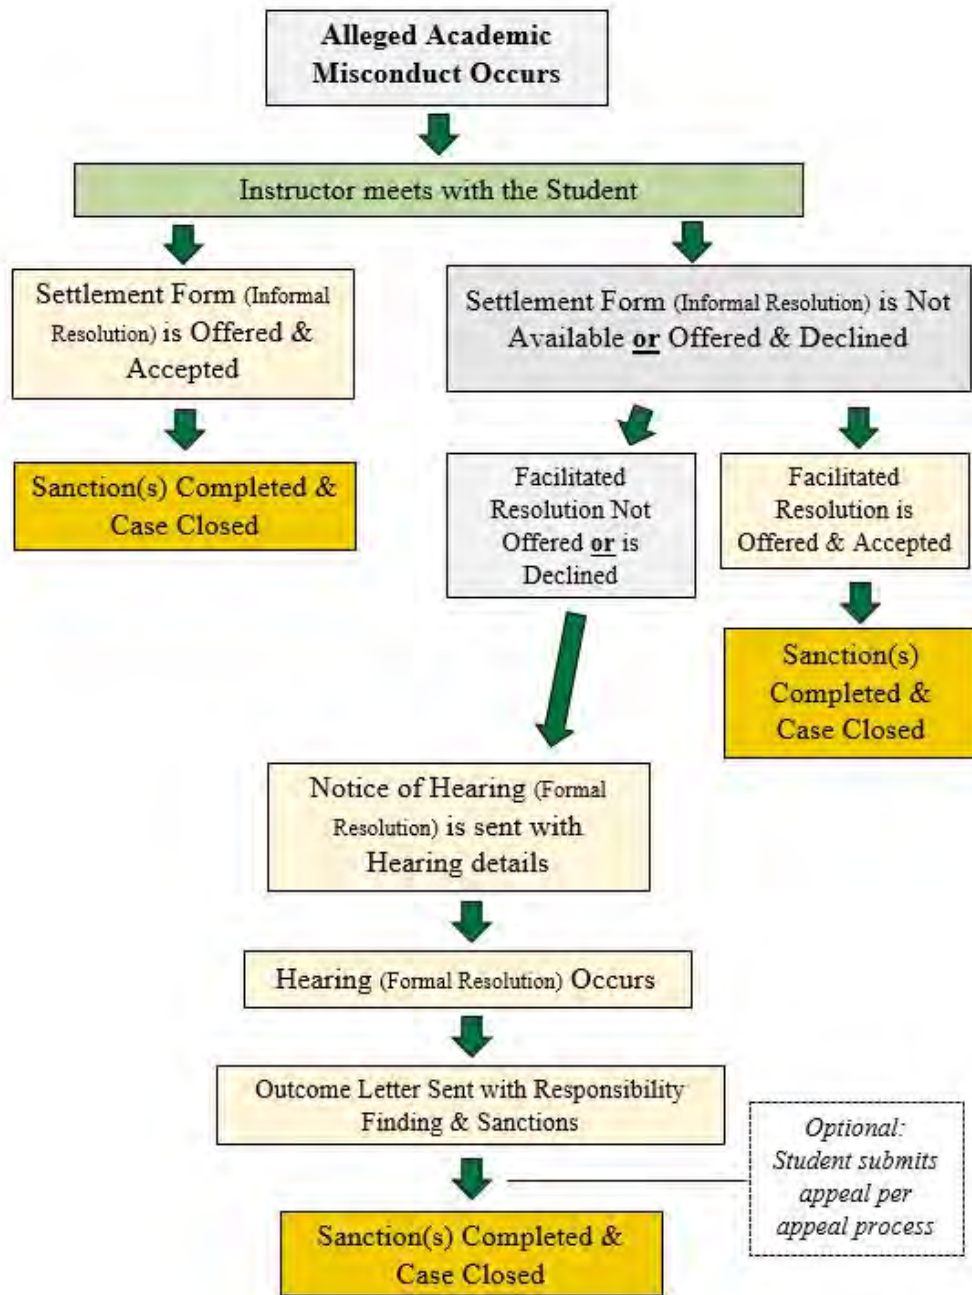 Alleged Academic
Misconduct Occurs
Instructor meets with the Student
Settlement Form (Informal
Resolution) is Offered &
Accepted
Settlement Form (Informal Resolution) is Not
Available or Offered & Declined
Sanction(s) Completed &
Case Closed
Facilitated
Resolution Not
Offered or is
Declined
Facilitated
Resolution is
Offered & Accepted
Sanction(s)
Completed &
Case Closed
Notice of Hearing (Formal
Resolution) is sent with
Hearing details
Hearing (Formal Resolution) Occurs
Outcome Letter Sent with Responsibility
Finding & Sanctions
Optional:
Student submits
appeal per
appeal process
Sanction(s) Completed &
Case Closed